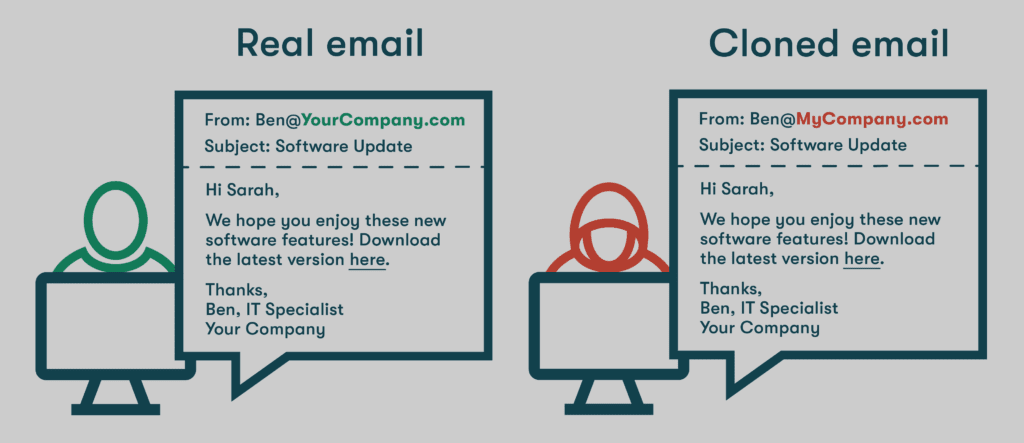 Real email
From: Ben@YourCompany.com
Subject: Software Update
Hi Sarah,
We hope you enjoy these new
software features! Download
the latest version here.
Thanks,
Ben, IT Specialist
Your Company
Cloned email
From: Ben@MyCompany.com
Subject: Software Update
Hi Sarah,
We hope you enjoy these new
software features! Download
the latest version here.
Thanks,
Ben, IT Specialist
Your Company